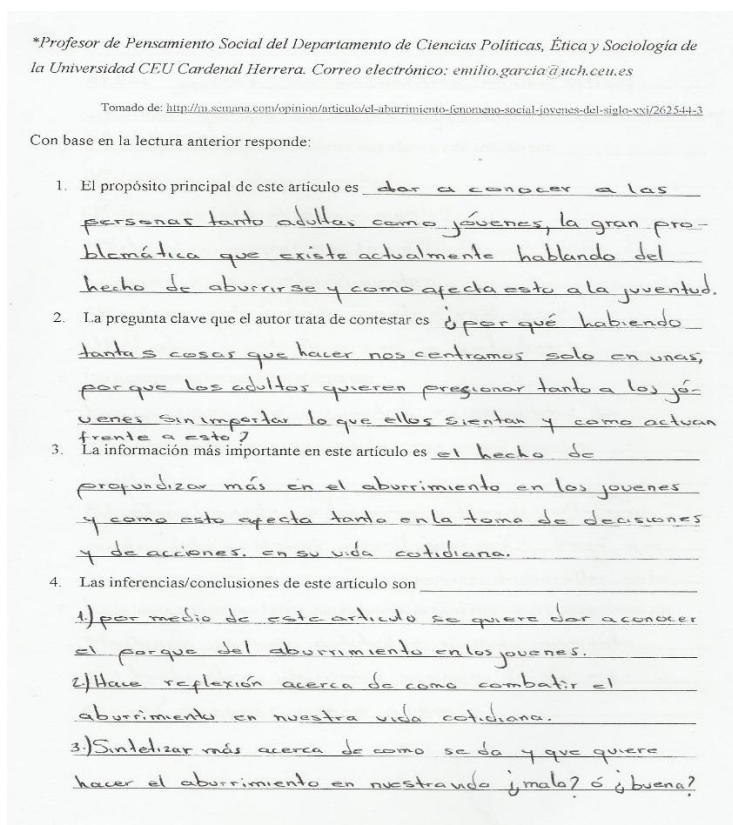 *Profesor de Pensamiento Social del Departamento de Ciencias Políticas, Ética y Sociología de
la Universidad CEU Cardenal Herrera. Correo electrónico: emilio.garcia@uch.ceu.es
Tomado de: http://m.semana.com/opinion/articulo/el-aburrimiento-fenomeno-social-jovenes-del-siglo-xxi/262544-3
Con base en la lectura anterior responde:
1. El propósito principal de este artículo es dar a conocer a las
personas tanto adultas como jóvenes, la gran pro-
blemática que existe actualmente hablando del
hecho de aburrirse y como afecta esto a la juventud.
2. La pregunta clave que el autor trata de contestar es ¿por qué habiendo
tantas cosas que hacer nos centramos solo en unas,
porque los adultos quieren presionar tanto a los jó-
venes sin importar lo que ellos sientan y como actuan
frente a esto?
3. La información más importante en este artículo es el hecho de
profundizar más en el aburrimiento en los jovenes
y como esto afecta tanto en la toma de decisiones
y de acciones. en su vida cotidiana.
4. Las inferencias/conclusiones de este artículo son
1.) por medio de este articulo se quiere dar a conocer
el porque del aburrimiento en los jovenes.
2.) Hace reflexión acerca de como combatir el
aburrimiento en nuestra vida cotidiana.
3.) Sintetizar más acerca de como se da y que quiere
hacer el aburrimiento en nuestra vida ¿mala? ó ¿buena?